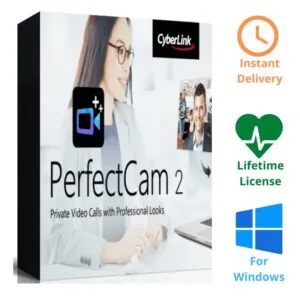 CyberLink
Instant
Delivery
Lifetime
License
PerfectCam 2
Private Video Calls with Professional Looks
For
Windows